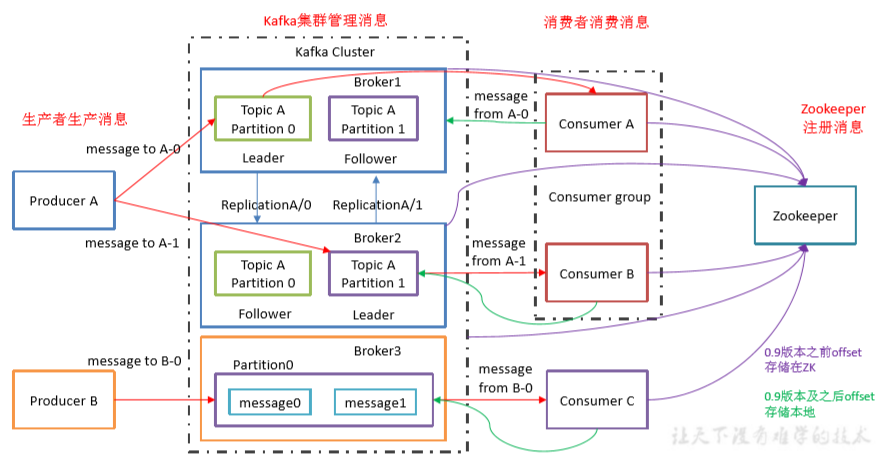 Kafka集群管理消息
消费者消费消息
Kafka Cluster
Broker1
Topic A
Partition 0
Topic A
Partition 1
Leader
Follower
message
from A-0
Consumer A
Zookeeper
注册消息
生产者生产消息
message to A-0
Producer A
message to A-1
ReplicationA/0
ReplicationA/1
Consumer group
Zookeeper
Broker2
Topic A
Partition 0
Topic A
Partition 1
Follower
Leader
message
from A-1
Consumer B
message to B-0
Producer B
Broker3
Partition0
message0
message1
message
from B-0
Consumer C
0.9版本之前offset
存储在ZK
0.9版本及之后offset
存储本地
让天下没有难学的技术